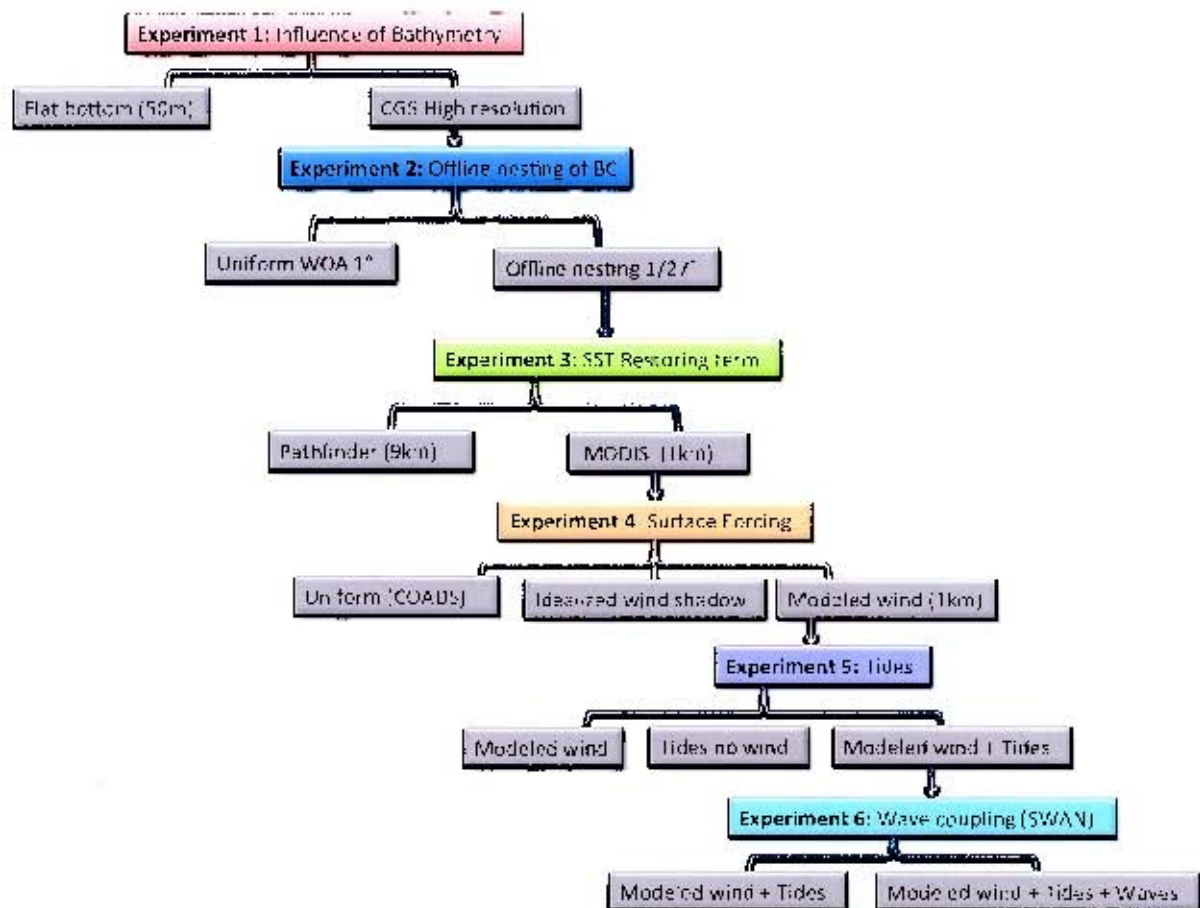 Experiment 1: Influence of Bathymetry
Flat bottom (50m)
CGS High resolution
Experiment 2: Offline nesting of BC
Uniform WOA 1°
Offline nesting 1/27°
Experiment 3: SST Restoring term
Pathfinder (9km)
MODIS (1km)
Experiment 4: Surface Forcing
Uniform (COADS)
Idealized wind shadow
Modeled wind (1km)
Experiment 5: Tides
Modeled wind
Tides no wind
Modeled wind + Tides
Experiment 6: Wave coupling (SWAN)
Modeled wind + Tides
Modeled wind + Tides + Waves